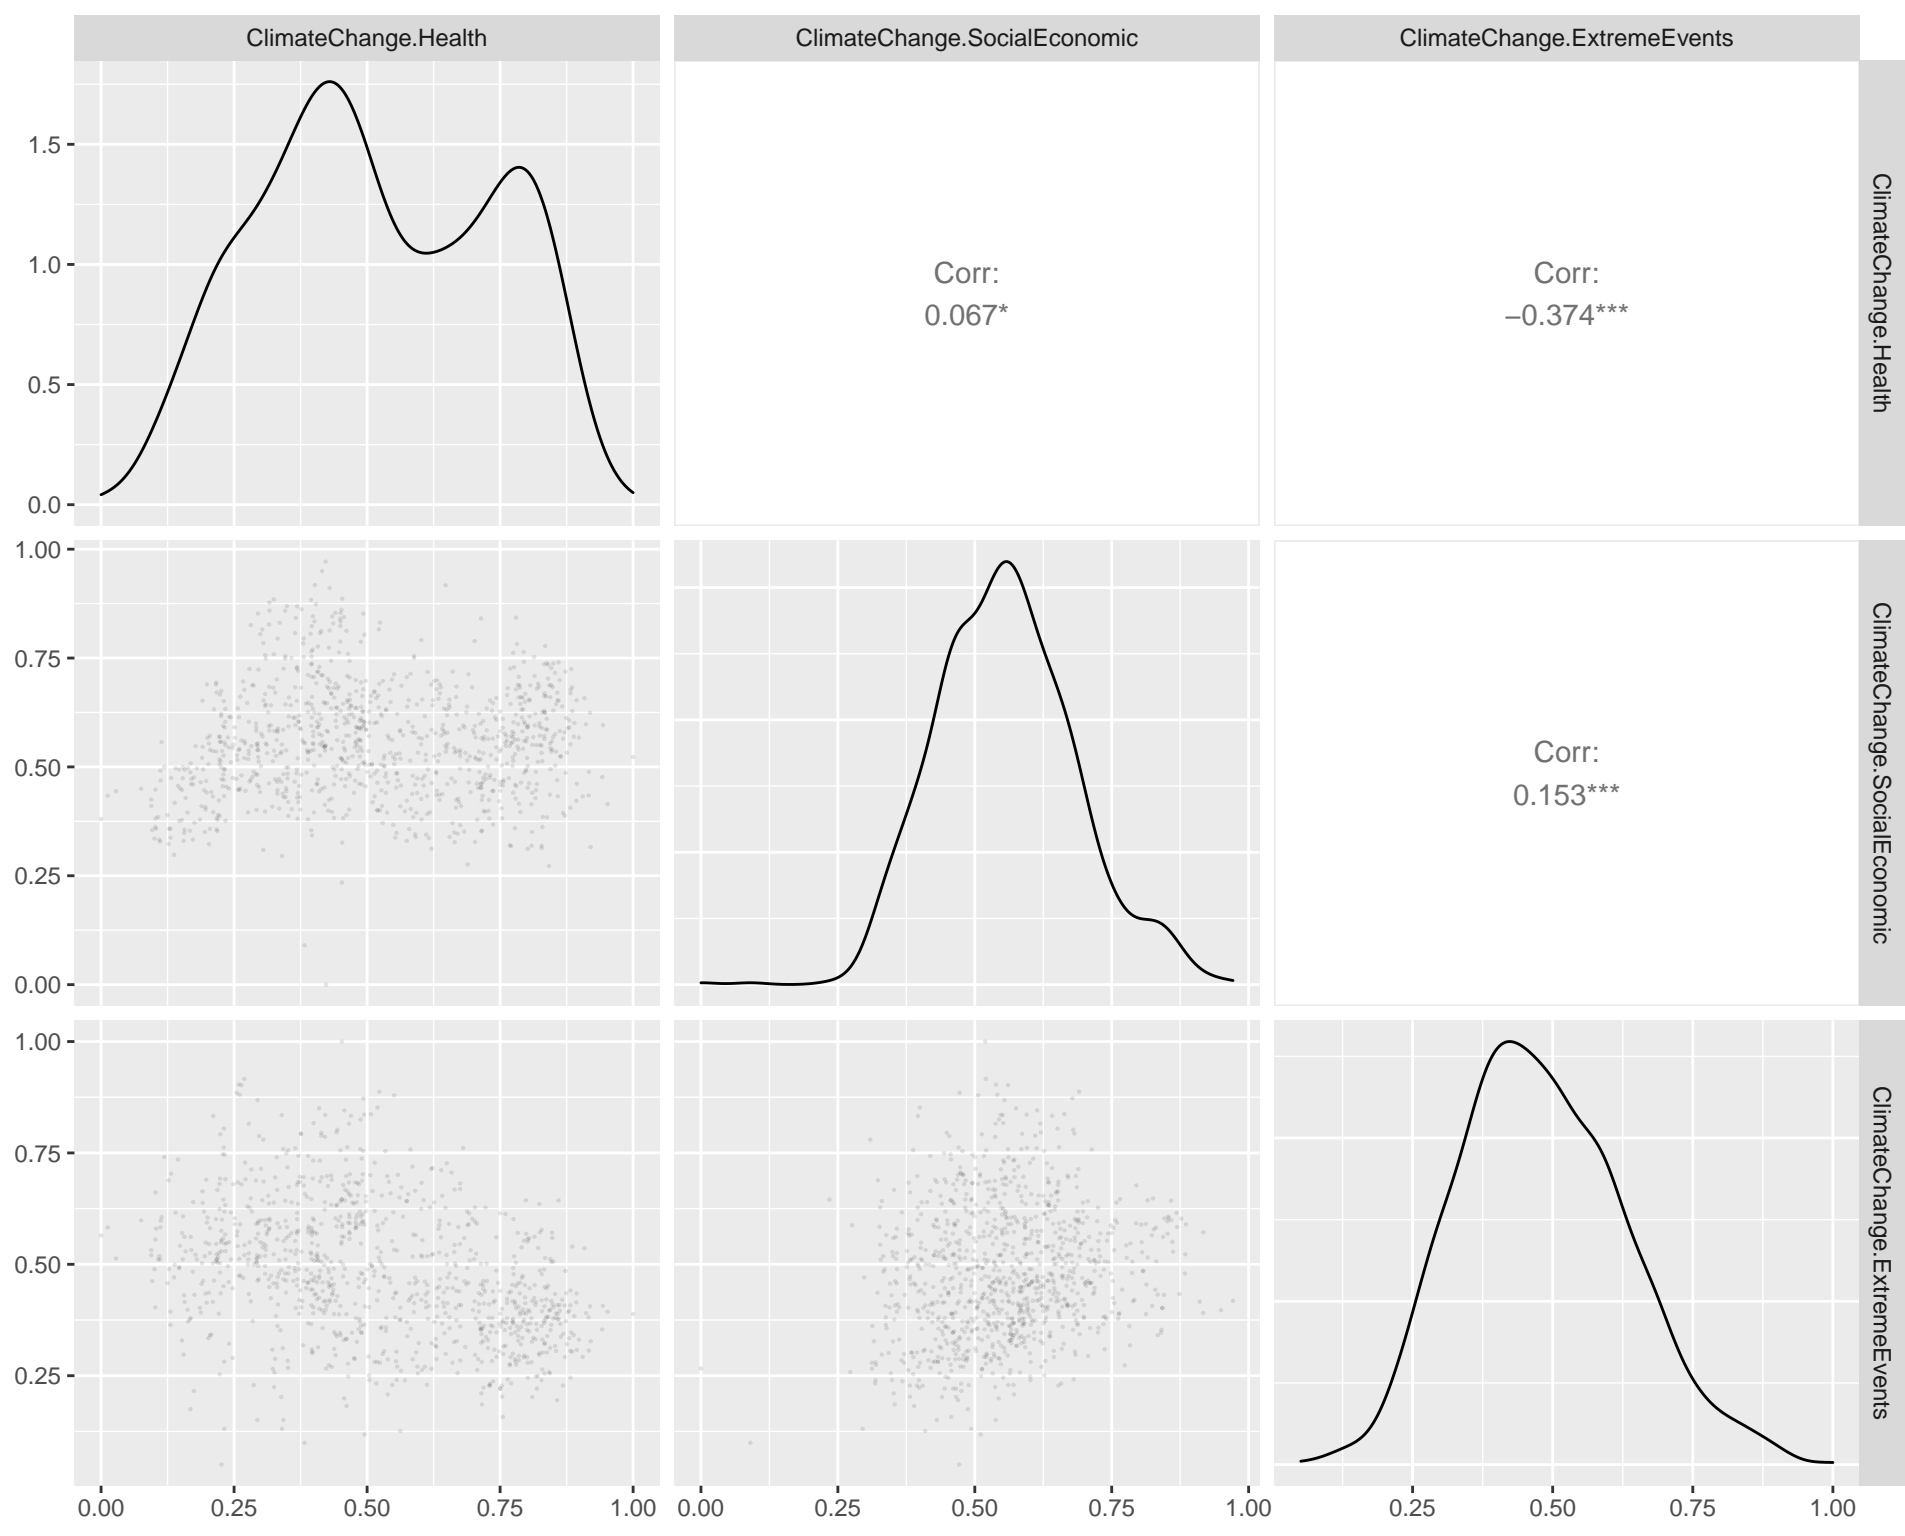 ClimateChange.Health
ClimateChange.SocialEconomic
ClimateChange.ExtremeEvents
1.5
1.0
0.5
0.0
Corr:
0.067*
Corr:
−0.374***
ClimateChange.Health
1.00
0.75
0.50
0.25
0.00
Corr:
0.153***
ClimateChange.SocialEconomic
1.00
0.75
0.50
0.25
ClimateChange.ExtremeEvents
0.00 0.25 0.50 0.75 1.00
0.00 0.25 0.50 0.75 1.00
0.25 0.50 0.75 1.00